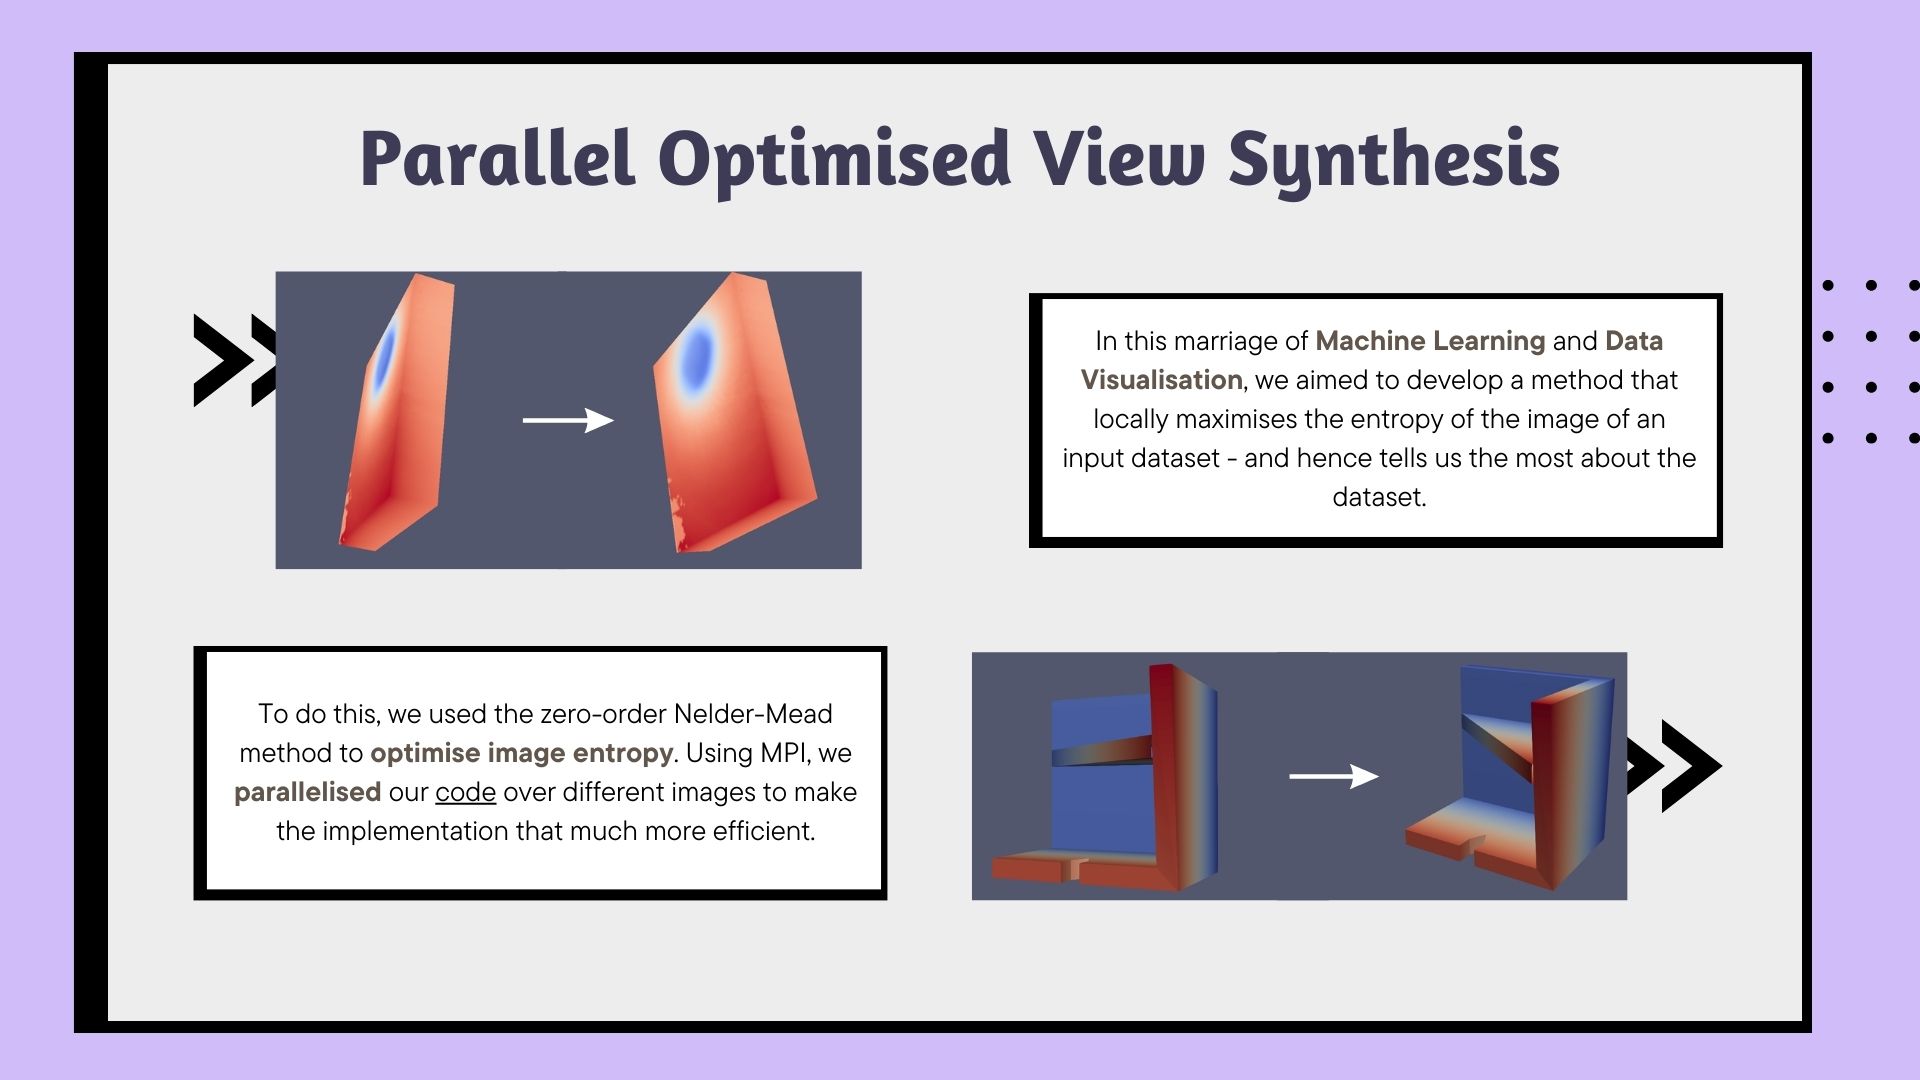 Parallel Optimised View Synthesis
In this marriage of Machine Learning and Data
Visualisation, we aimed to develop a method that
locally maximises the entropy of the image of an
input dataset - and hence tells us the most about the
dataset.
To do this, we used the zero-order Nelder-Mead
method to optimise image entropy. Using MPI, we
parallelised our code over different images to make
the implementation that much more efficient.